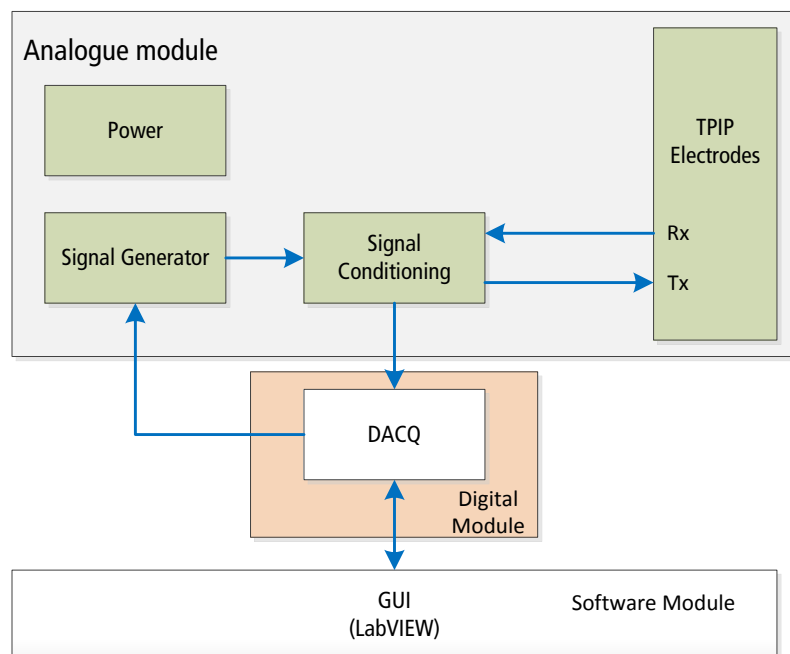 Analogue module
Power
TPIP
Electrodes
Signal Generator
Signal
Conditioning
Rx
Tx
DACQ
Digital
Module
GUI
(LabVIEW)
Software Module